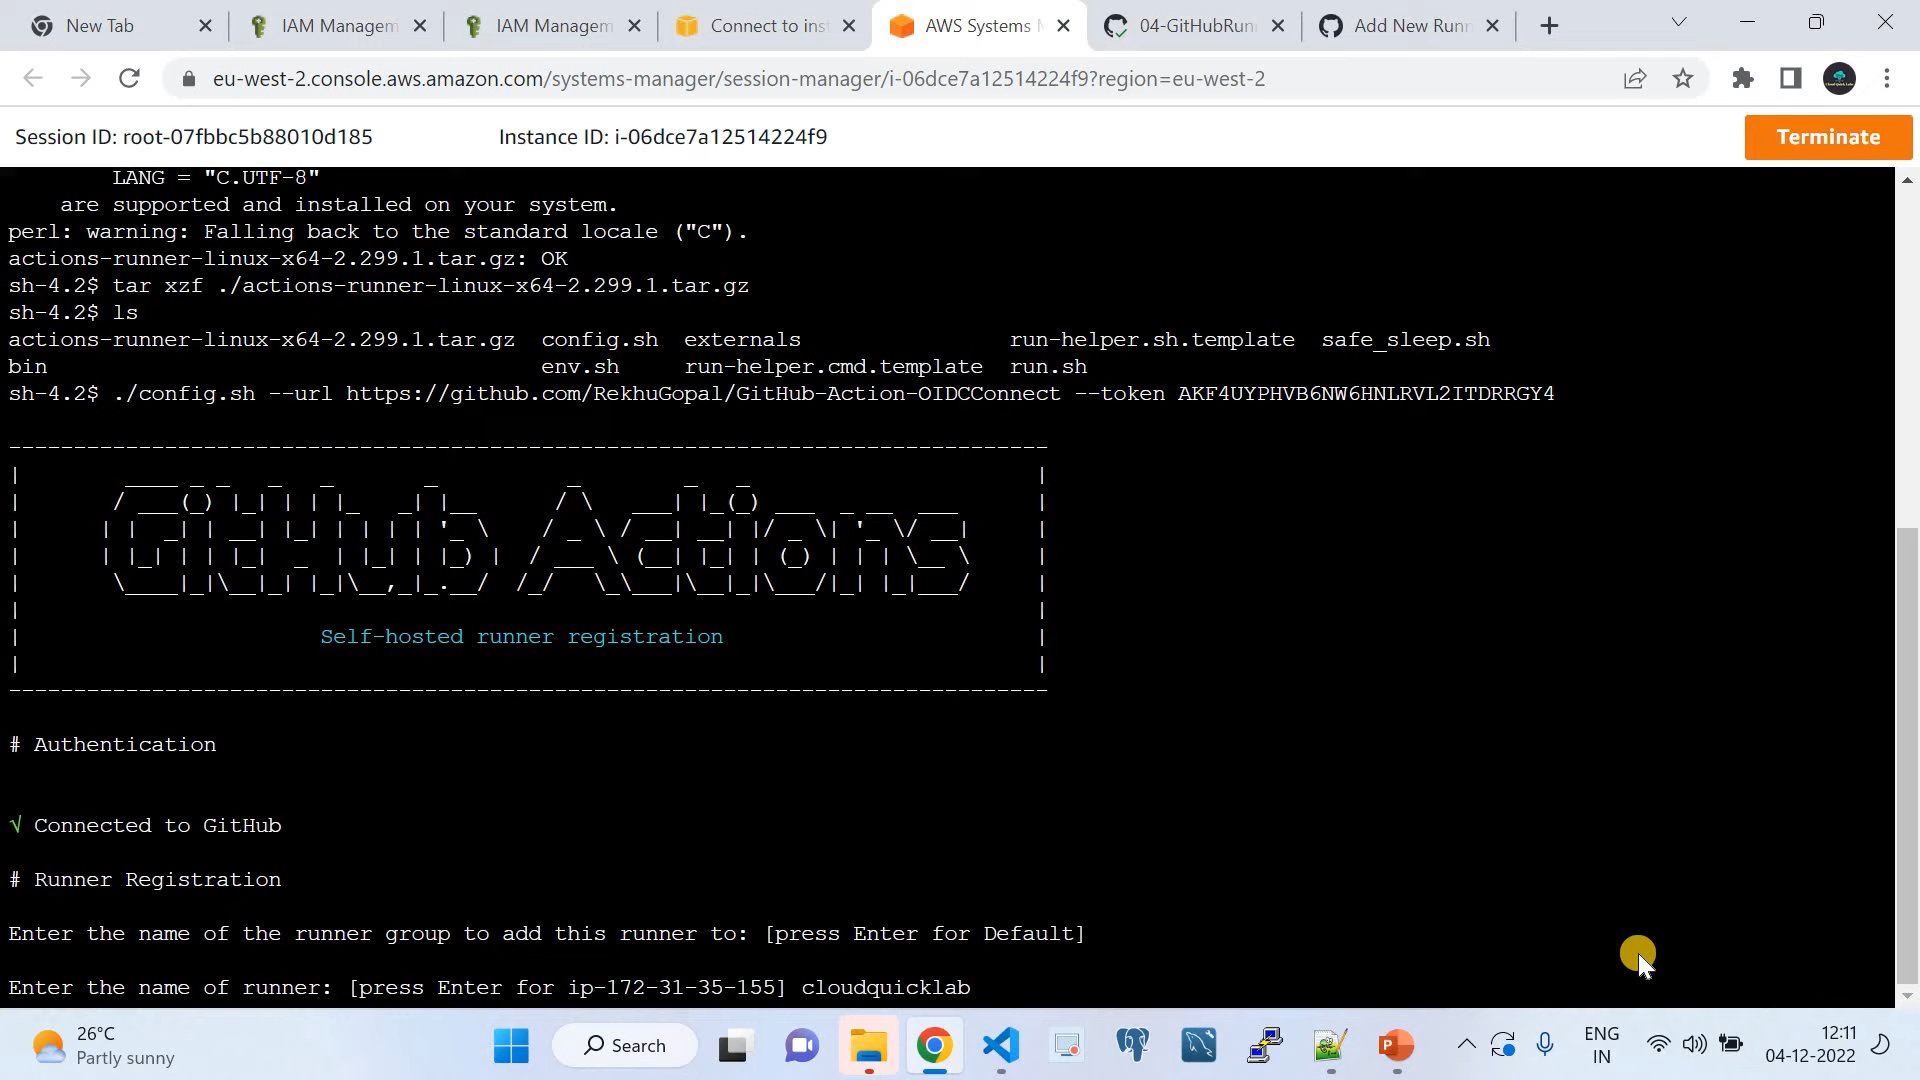 New Tab
IAM Managem
IAM Managem
Connect to inst
AWS Systems M
04-GitHubRun
Add New Runn
eu-west-2.console.aws.amazon.com/systems-manager/session-manager/i-06dce7a12514224f9?region=eu-west-2
Session ID: root-07fbbc5b88010d185
Instance ID: i-06dce7a12514224f9
Terminate
LANG = "C.UTF-8"
are supported and installed on your system.
perl: warning: Falling back to the standard locale ("C").
actions-runner-linux-x64-2.299.1.tar.gz: OK
sh-4.2$ tar xzf ./actions-runner-linux-x64-2.299.1.tar.gz
sh-4.2$ ls
actions-runner-linux-x64-2.299.1.tar.gz config.sh externals run-helper.sh.template safe_sleep.sh
bin env.sh run-helper.cmd.template run.sh
sh-4.2$ ./config.sh --url https://github.com/RekhuGopal/GitHub-Action-OIDCConnect --token AKF4UYPHVB6NW6HNLRVL2ITDRRGY4
GitHub Actions
Self-hosted runner registration
# Authentication
√ Connected to GitHub
# Runner Registration
Enter the name of the runner group to add this runner to: [press Enter for Default]
Enter the name of runner: [press Enter for ip-172-31-35-155] cloudquicklab
26°C
Partly sunny
Search
ENG
IN
12:11
04-12-2022